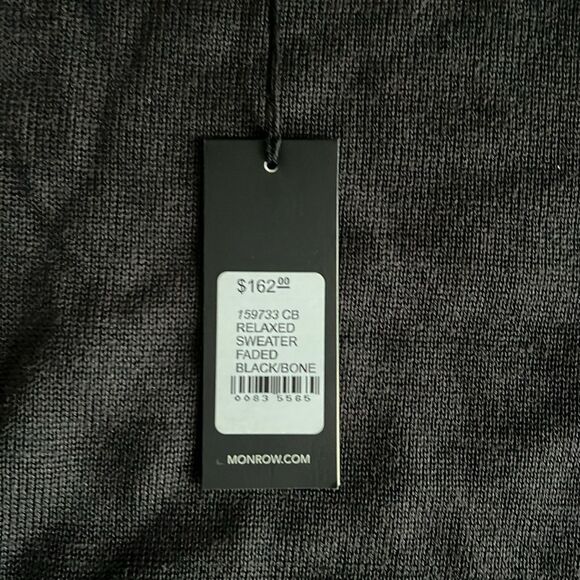 $162.00
159733 CB
RELAXED
SWEATER
FADED
BLACK/BONE
0083 5565
MONROW.COM